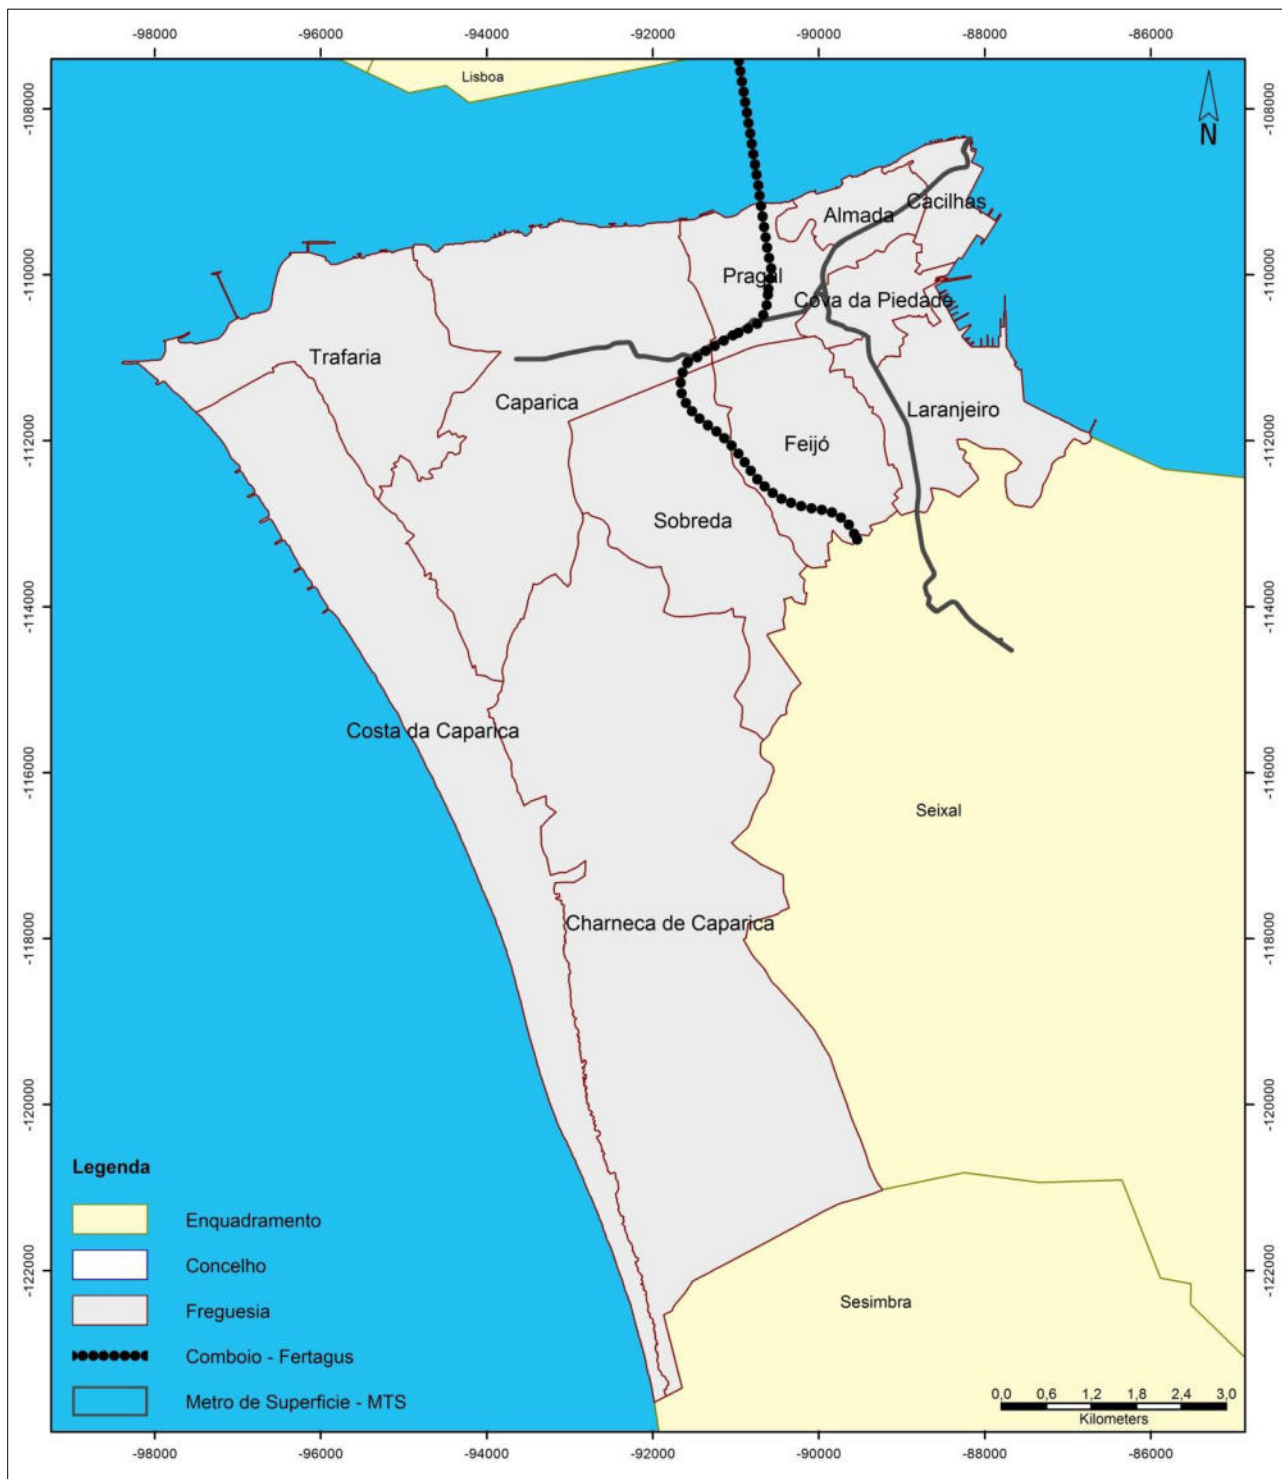 -98000 -96000 -94000 -92000 -90000 -88000 -86000
Lisboa
-108000 -108000
N
Cacilhas
Almada
-110000 -110000
Pragal
Cova da Piedade
Trafaria
Caparica
Laranjeiro
-112000 -112000
Feijó
Sobreda
-114000 -114000
Costa da Caparica
-116000 -116000
Seixal
Charneca de Caparica
-118000 -118000
-120000 -120000
Legenda
Enquadramento
Concelho
-122000 -122000
Sesimbra
Freguesia
Comboio - Fertagus
Metro de Superficie - MTS
0,0 0,6 1,2 1,8 2,4 3,0
Kilometers
-98000 -96000 -94000 -92000 -90000 -88000 -86000